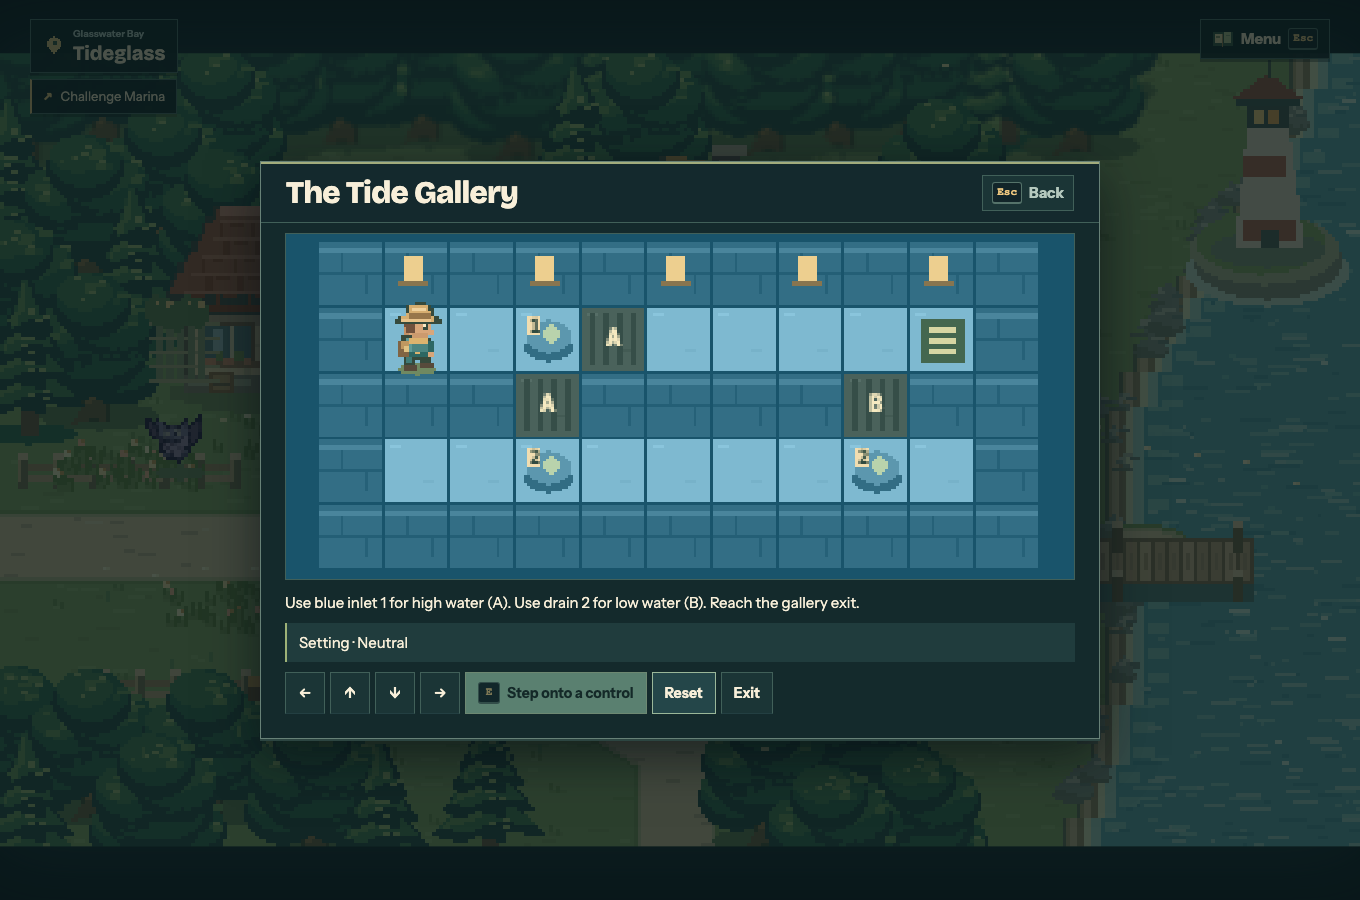 Glasswater Bay
Tideglass
Challenge Marina
Menu Esc
The Tide Gallery
Esc Back
1
A
A
B
2
2
Use blue inlet 1 for high water (A). Use drain 2 for low water (B). Reach the gallery exit.
Setting · Neutral
E Step onto a control
Reset
Exit